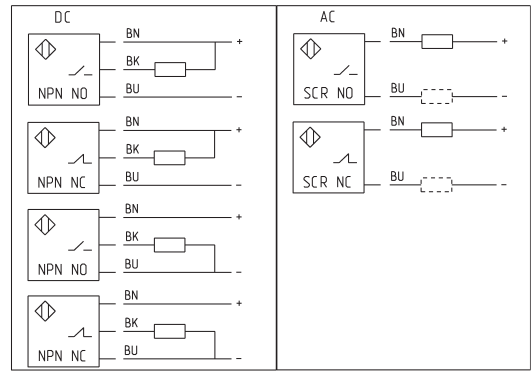 DC
BN
+
BK
BU
NPN NO
-
BN
+
BK
BU
NPN NC
-
BN
+
BK
BU
NPN NO
-
BN
+
BK
BU
NPN NC
-
AC
BN
+
BU
SCR NO
-
BN
+
BU
SCR NC
-